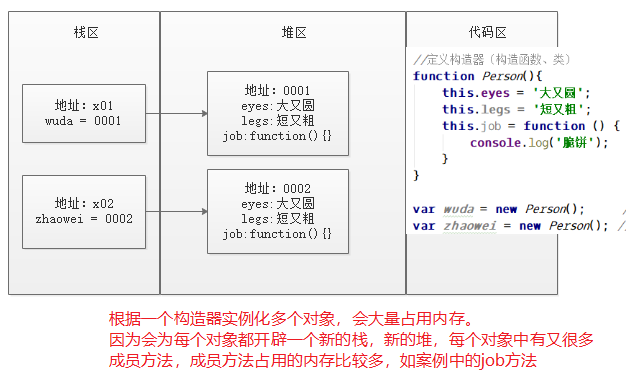 栈区
堆区
代码区
地址：x01
wuda = 0001
地址：0001
eyes:大又圆
legs:短又粗
job:function(){}
地址：x02
zhaowei = 0002
地址：0002
eyes:大又圆
legs:短又粗
job:function(){}
//定义构造器（构造函数、类）
function Person(){
this.eyes = '大又圆';
this.legs = '短又粗';
this.job = function () {
console.log('脆饼');
}
}
var wuda = new Person(); /
var zhaowei = new Person(); //
根据一个构造器实例化多个对象，会大量占用内存。
因为会为每个对象都开辟一个新的栈，新的堆，每个对象中有又很多
成员方法，成员方法占用的内存比较多，如案例中的job方法